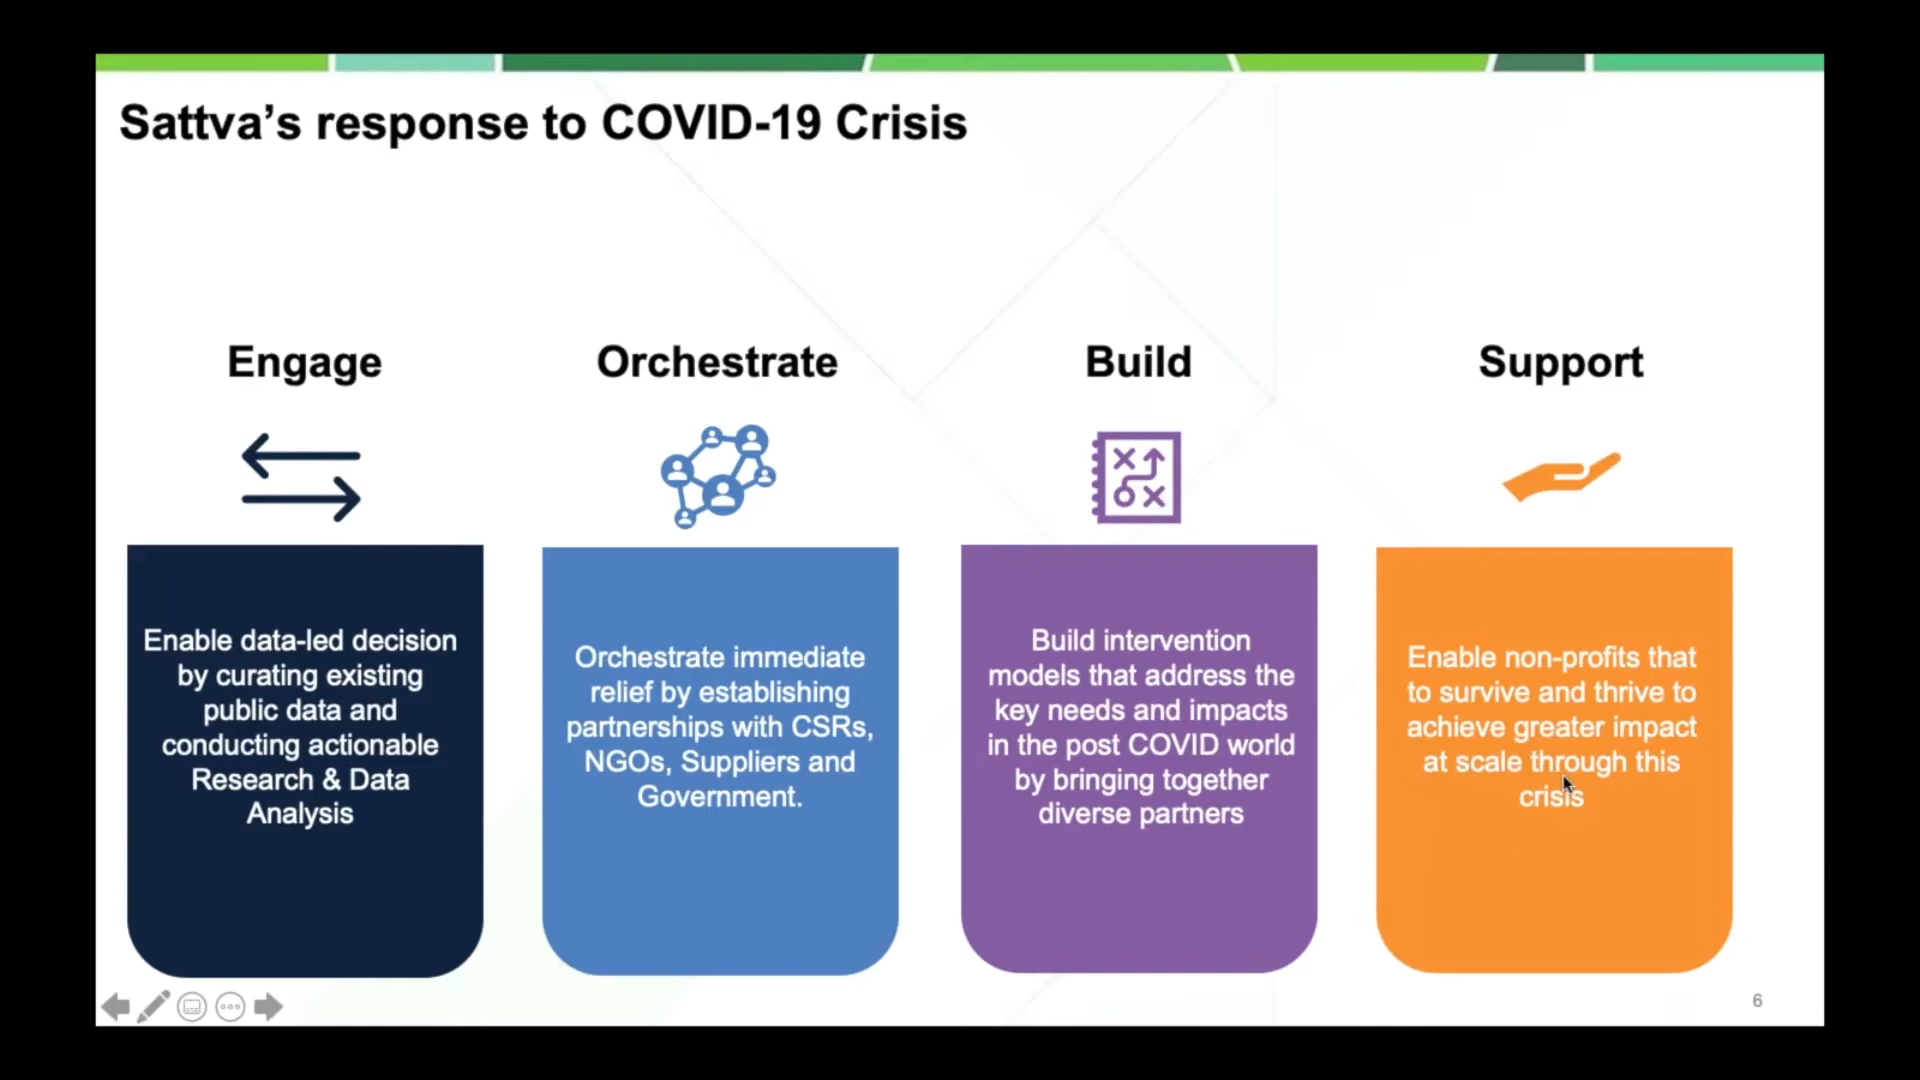 Sattva's response to COVID-19 Crisis
Engage
Enable data-led decision
by curating existing
public data and
conducting actionable
Research & Data
Analysis
Orchestrate
Orchestrate immediate
relief by establishing
partnerships with CSRs,
NGOs, Suppliers and
Government.
Build
Build intervention
models that address the
key needs and impacts
in the post COVID world
by bringing together
diverse partners
Support
Enable non-profits that
to survive and thrive to
achieve greater impact
at scale through this
crisis
6